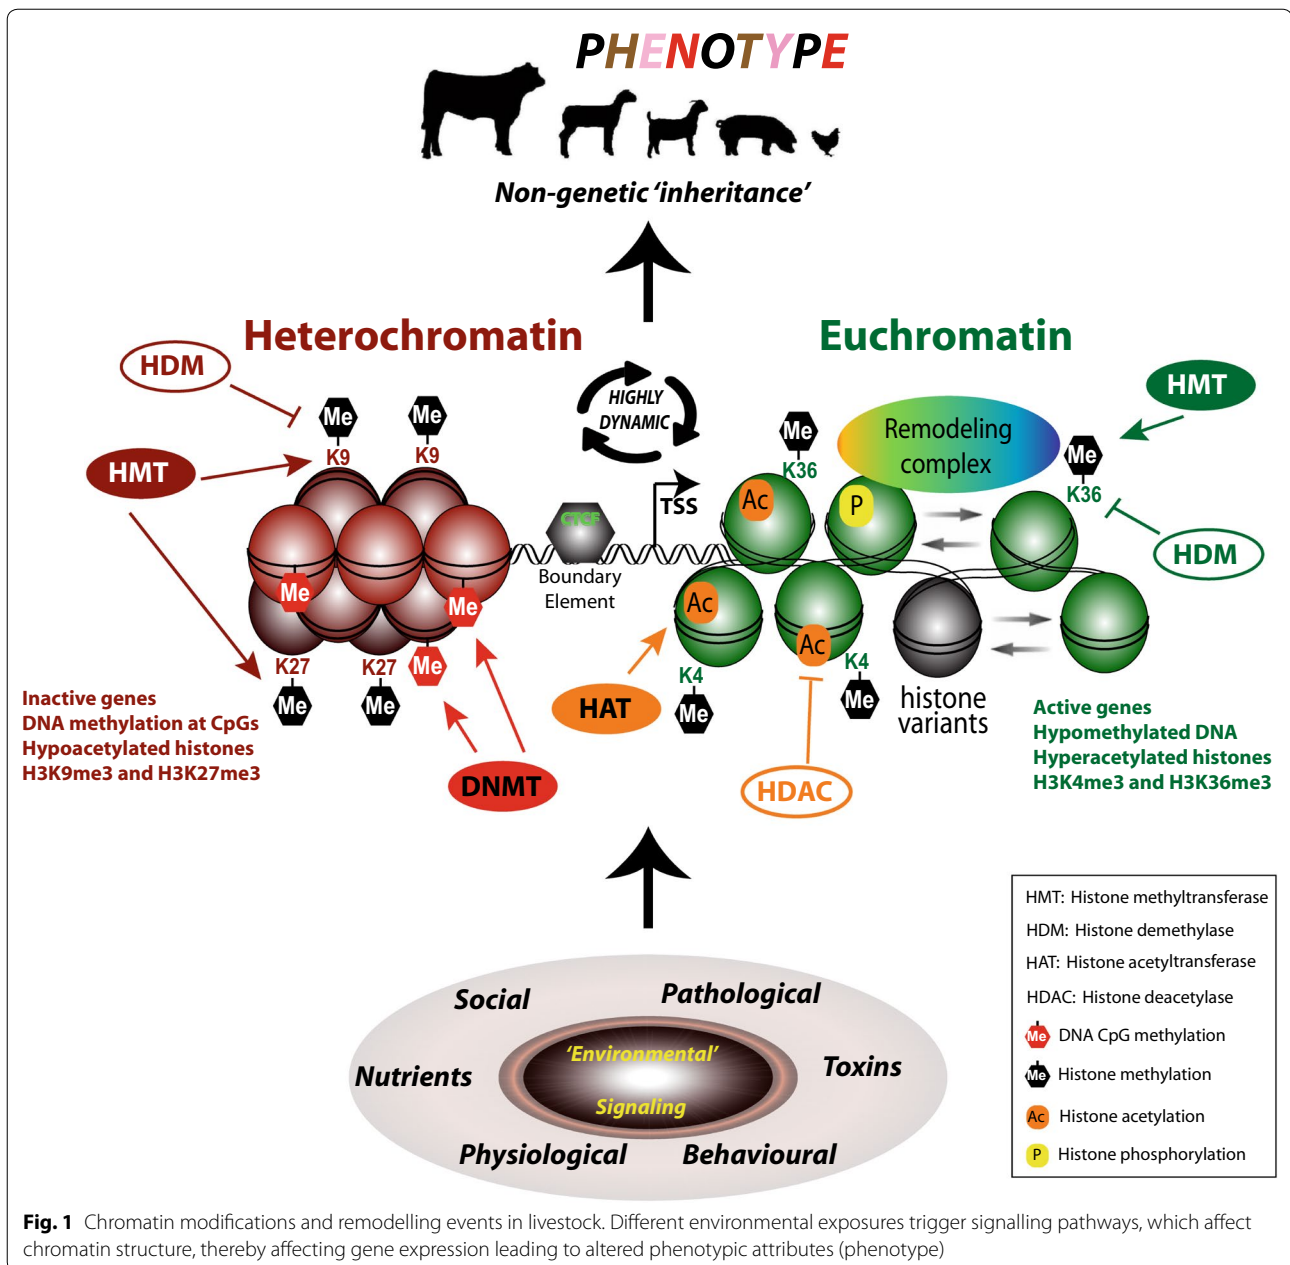 PHENOTYPE
Non-genetic 'inheritance'
Heterochromatin
Euchromatin
HDM
HMT
Me
Me
K9
K9
HIGHLY
DYNAMIC
Me
K36
Remodeling
complex
Me
K36
HMT
HDM
TSS
CTCF
Boundary
Element
Ac
P
Me
Me
Me
K27
K27
Me
Me
Ac
Ac
K4
Me
K4
Me
histone
variants
Inactive genes
DNA methylation at CpGs
Hypoacetylated histones
H3K9me3 and H3K27me3
DNMT
HAT
HDAC
Active genes
Hypomethylated DNA
Hyperacetylated histones
H3K4me3 and H3K36me3
Social
Pathological
Nutrients
'Environmental'
Signaling
Toxins
Physiological
Behavioural
HMT: Histone methyltransferase
HDM: Histone demethylase
HAT: Histone acetyltransferase
HDAC: Histone deacetylase
Me DNA CpG methylation
Me Histone methylation
Ac Histone acetylation
P Histone phosphorylation
Fig. 1 Chromatin modifications and remodelling events in livestock. Different environmental exposures trigger signalling pathways, which affect
chromatin structure, thereby affecting gene expression leading to altered phenotypic attributes (phenotype)